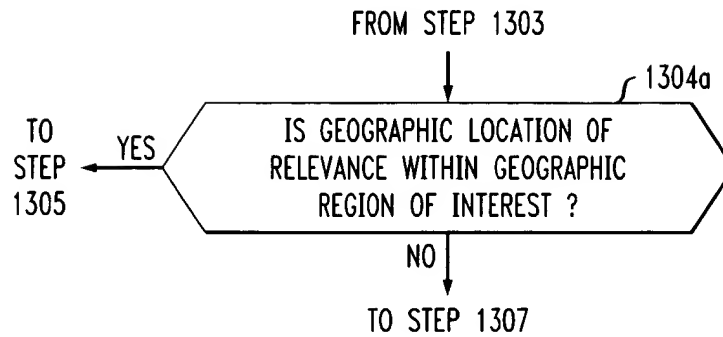 FROM STEP 1303
1304a
IS GEOGRAPHIC LOCATION OF
RELEVANCE WITHIN GEOGRAPHIC
REGION OF INTEREST ?
YES
TO
STEP
1305
NO
TO STEP 1307